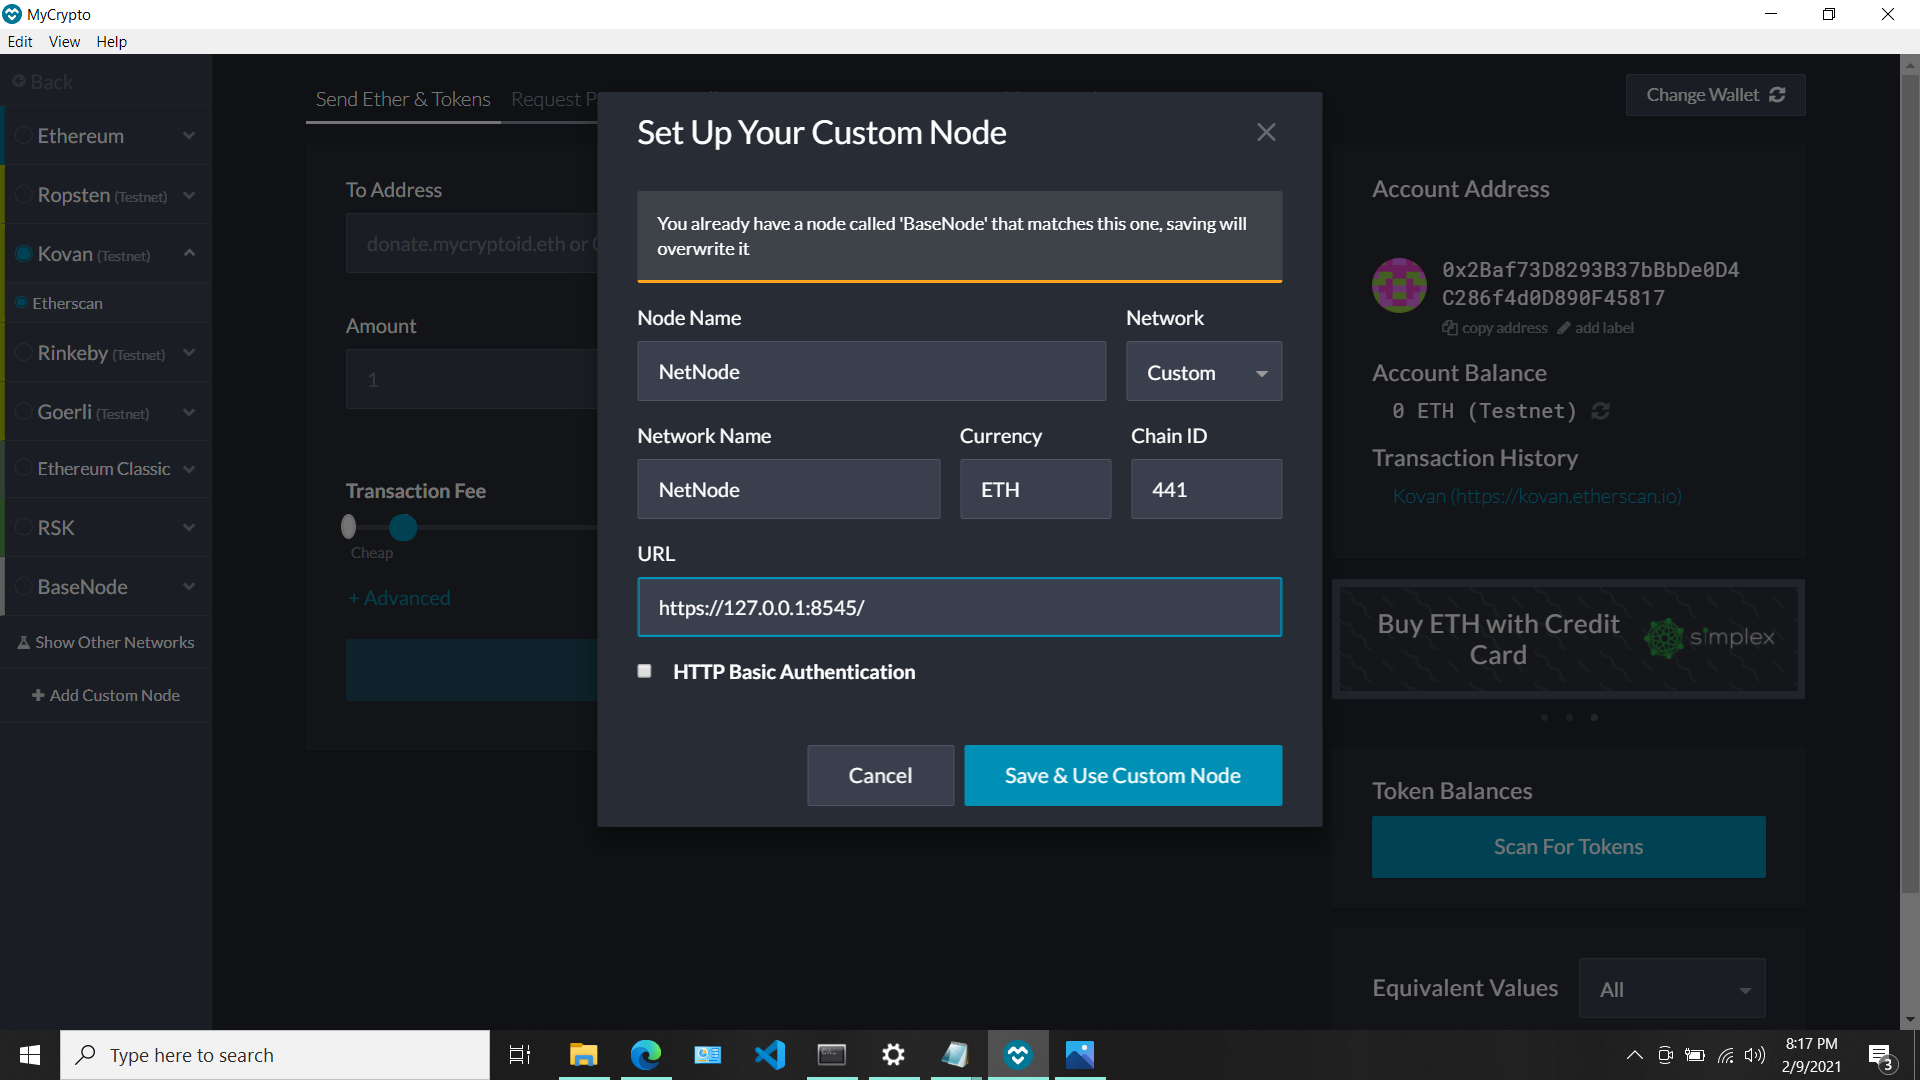 MyCrypto
Edit View Help
Back
Ethereum
Ropsten (Testnet)
Kovan (Testnet)
Etherscan
Rinkeby (Testnet)
Goerli (Testnet)
Ethereum Classic
RSK
BaseNode
Show Other Networks
Add Custom Node
Send Ether & Tokens
Request P
Change Wallet
To Address
donate.mycryptoid.eth or
Amount
1
Transaction Fee
Cheap
+ Advanced
Set Up Your Custom Node
You already have a node called 'BaseNode' that matches this one, saving will
overwrite it
Node Name Network
NetNode Custom
Network Name Currency Chain ID
NetNode ETH 441
URL
https://127.0.0.1:8545/
HTTP Basic Authentication
Cancel Save & Use Custom Node
Account Address
0x2Baf73D8293B37bBbDe0D4
C286f4d0D890F45817
copy address add label
Account Balance
0 ETH (Testnet)
Transaction History
Kovan (https://kovan.etherscan.io)
Buy ETH with Credit
Card
simplex
Token Balances
Scan For Tokens
Equivalent Values All
Type here to search
8:17 PM
2/9/2021
3